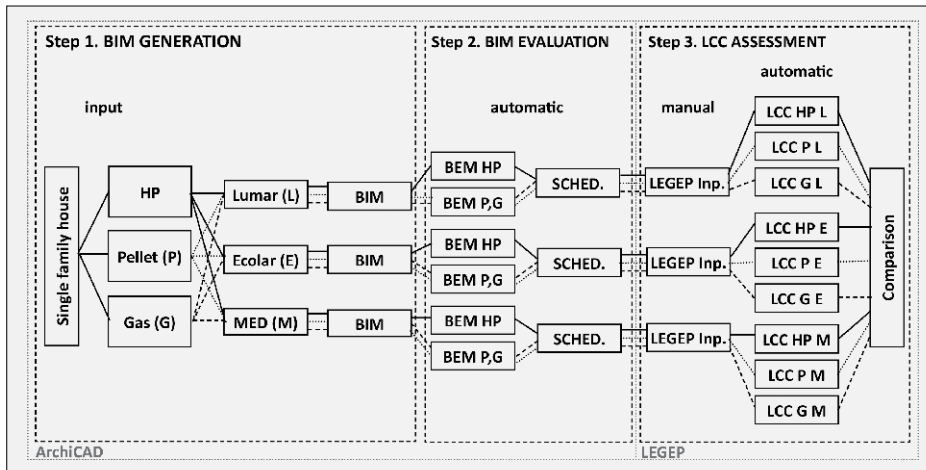 Step 1. BIM GENERATION
Step 2. BIM EVALUATION
Step 3. LCC ASSESSMENT
input
automatic
manual
automatic
Single family house
HP
Pellet (P)
Gas (G)
Lumar (L)
Ecolar (E)
MED (M)
BIM
BIM
BIM
BEM HP
BEM P,G
BEM HP
BEM P,G
BEM HP
BEM P,G
SCHED.
SCHED.
SCHED.
LEGEP Inp.
LEGEP Inp.
LEGEP Inp.
LCC HP L
LCC P L
LCC G L
LCC HP E
LCC P E
LCC G E
LCC HP M
LCC P M
LCC G M
Comparison
ArchiCAD
LEGEP